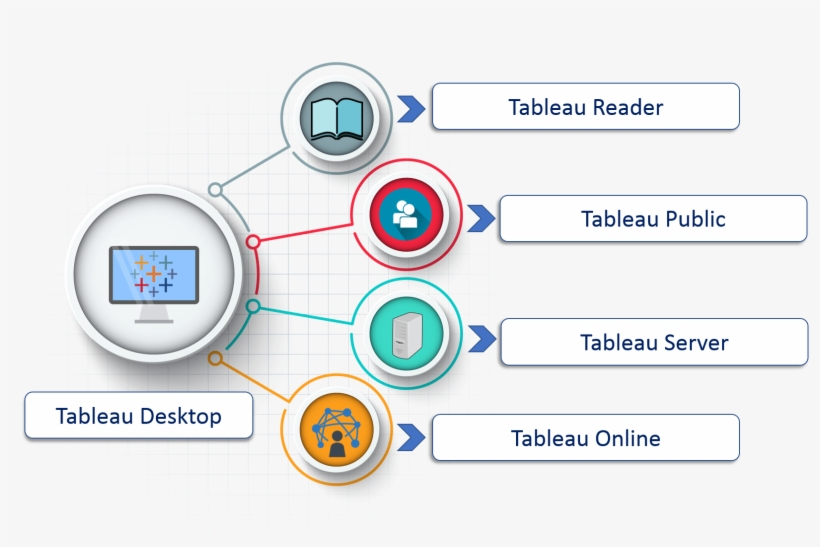 Tableau Reader
Tableau Public
Tableau Server
Tableau Desktop
Tableau Online